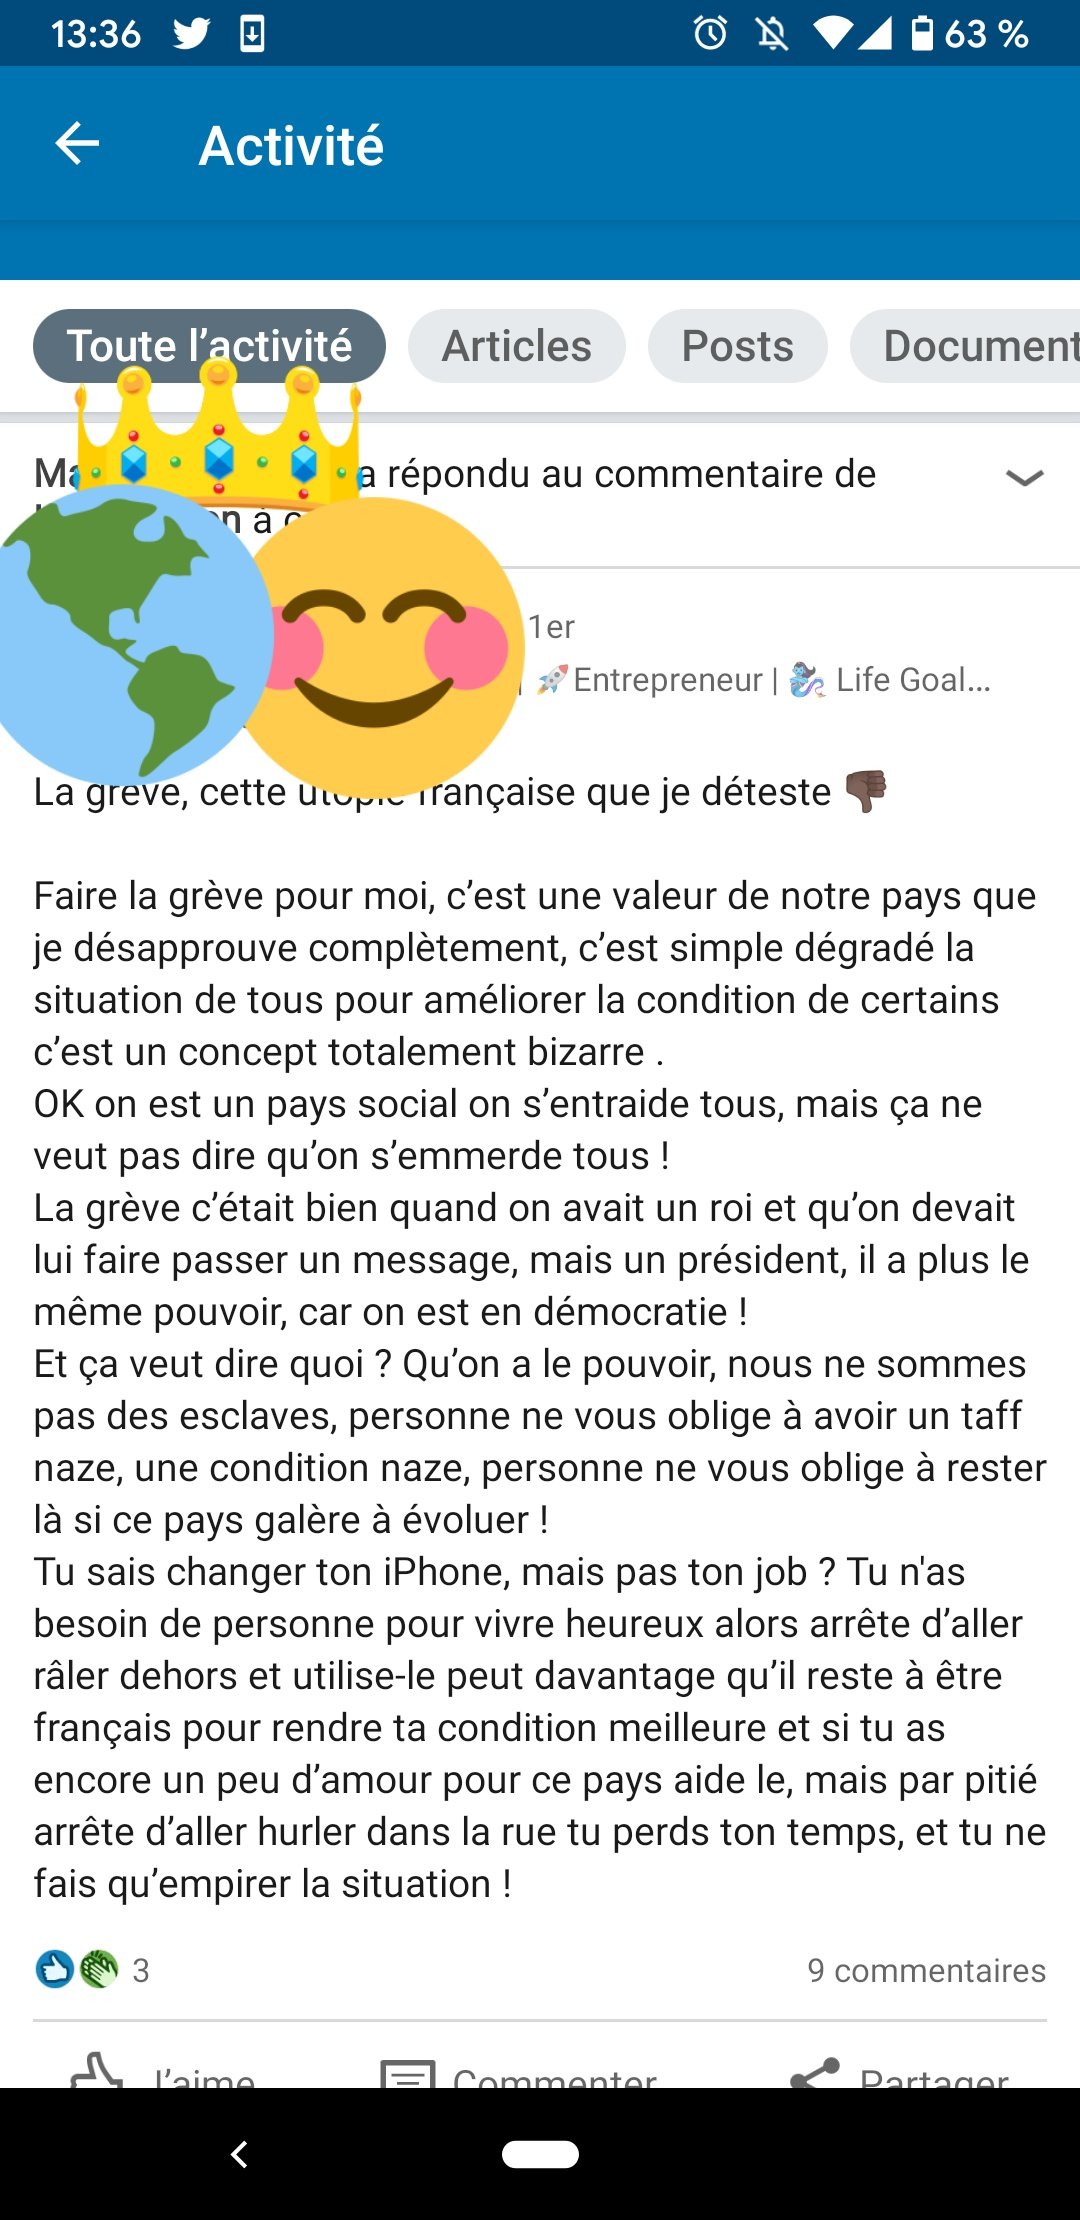 13:36 63 %
Activité
Toute l’activité Articles Posts Document
a répondu au commentaire de
à
1er
Entrepreneur | Life Goal...
La grève, cette utopie française que je déteste
Faire la grève pour moi, c’est une valeur de notre pays que
je désapprouve complètement, c’est simple dégradé la
situation de tous pour améliorer la condition de certains
c’est un concept totalement bizarre .
OK on est un pays social on s’entraide tous, mais ça ne
veut pas dire qu’on s’emmerde tous !
La grève c’était bien quand on avait un roi et qu’on devait
lui faire passer un message, mais un président, il a plus le
même pouvoir, car on est en démocratie !
Et ça veut dire quoi ? Qu’on a le pouvoir, nous ne sommes
pas des esclaves, personne ne vous oblige à avoir un taff
naze, une condition naze, personne ne vous oblige à rester
là si ce pays galère à évoluer !
Tu sais changer ton iPhone, mais pas ton job ? Tu n'as
besoin de personne pour vivre heureux alors arrête d’aller
râler dehors et utilise-le peut davantage qu’il reste à être
français pour rendre ta condition meilleure et si tu as
encore un peu d’amour pour ce pays aide le, mais par pitié
arrête d’aller hurler dans la rue tu perds ton temps, et tu ne
fais qu’empirer la situation !
3 9 commentaires
J’aime Commenter Partager